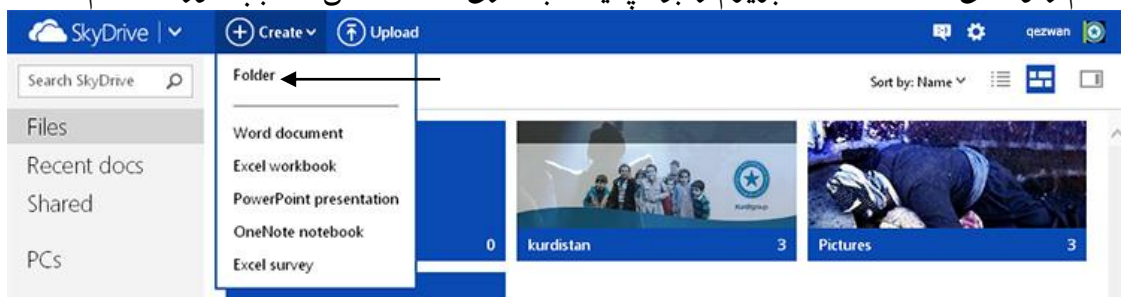 SkyDrive
Create
Upload
qezwan
Search SkyDrive
Folder
Sort by: Name
Files
Recent docs
Shared
PCs
Word document
Excel workbook
PowerPoint presentation
OneNote notebook
Excel survey
0
kurdistan
3
Kurdgroup
Pictures
3